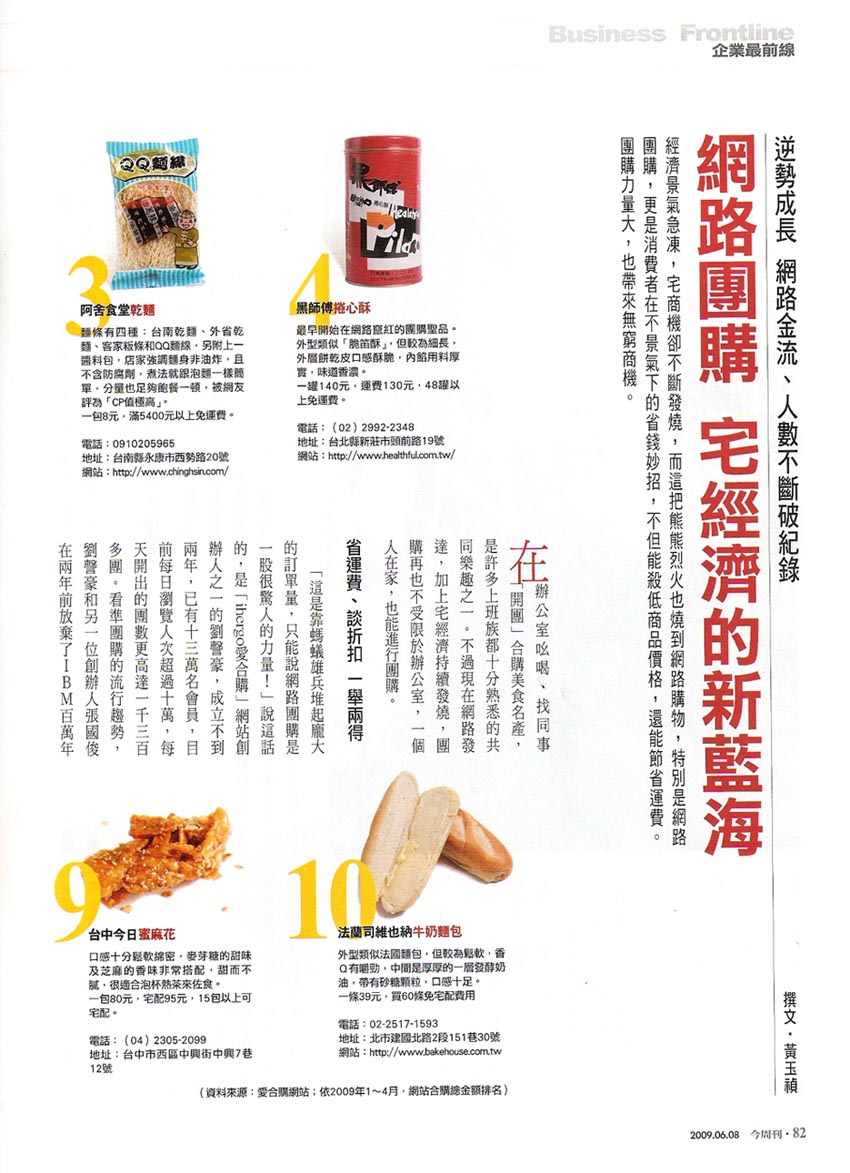 Business Frontline
企業最前線
逆勢成長 網路金流、人數不斷破紀錄
網路團購 宅經濟的新藍海
經濟景氣急凍，宅商機卻不斷發燒，而這把熊熊烈火也燒到網路購物，特別是網路
團購，更是消費者在不景氣下的省錢妙招，不但能殺低商品價格，還能節省運費。
團購力量大，也帶來無窮商機。
撰文・黃玉禎
QQ麵線
3
阿舍食堂乾麵
麵條有四種：台南乾麵、外省乾
麵、客家粄條和QQ麵線，另附上一
醬料包，店家強調麵身非油炸，且
不含防腐劑，煮法就跟泡麵一樣簡
單，分量也足夠飽餐一頓，被網友
評為「CP值極高」。
一包8元，滿5400元以上免運費。
電話：0910205965
地址：台南縣永康市西勢路20號
網站：http://www.chinghsin.com/
黑師傅
捲心酥
4
黑師傅捲心酥
最早開始在網路竄紅的團購聖品。
外型類似「脆笛酥」，但較為細長，
外層餅乾皮口感酥脆，內餡用料厚
實，味道香濃。
一罐140元，運費130元，48罐以
上免運費。
電話：（02）2992-2348
地址：台北縣新莊市頭前路19號
網站：http://www.healthful.com.tw/
在辦公室吆喝、找同事
「開團」合購美食名產，
是許多上班族都十分熟悉的共
同樂趣之一。不過現在網路發
達，加上宅經濟持續發燒，團
購再也不受限於辦公室，一個
人在家，也能進行團購。
省運費、談折扣 一舉兩得
「這是靠螞蟻雄兵堆起龐大
的訂單量，只能說網路團購是
一股很驚人的力量！」說這話
的，是「ihergo愛合購」網站創
辦人之一的劉謦豪，成立不到
兩年，已有十三萬名會員，目
前每日瀏覽人次超過十萬，每
天開出的團數更高達一千三百
多團。看準團購的流行趨勢，
劉謦豪和另一位創辦人張國俊
在兩年前放棄了IBM百萬年
9
台中今日蜜麻花
口感十分鬆軟綿密，麥芽糖的甜味
及芝麻的香味非常搭配，甜而不
膩，很適合泡杯熱茶來佐食。
一包80元，宅配95元，15包以上可
宅配。
電話：（04）2305-2099
地址：台中市西區中興街中興7巷
12號
10
法蘭司維也納牛奶麵包
外型類似法國麵包，但較為鬆軟，香
Q有嚼勁，中間是厚厚的一層發酵奶
油，帶有砂糖顆粒，口感十足。
一條39元，買60條免宅配費用
電話：02-2517-1593
地址：北市建國北路2段151巷30號
網站：http://www.bakehouse.com.tw
（資料來源：愛合購網站；依2009年1～4月，網站合購總金額排名）
2009.06.08 今周刊・82